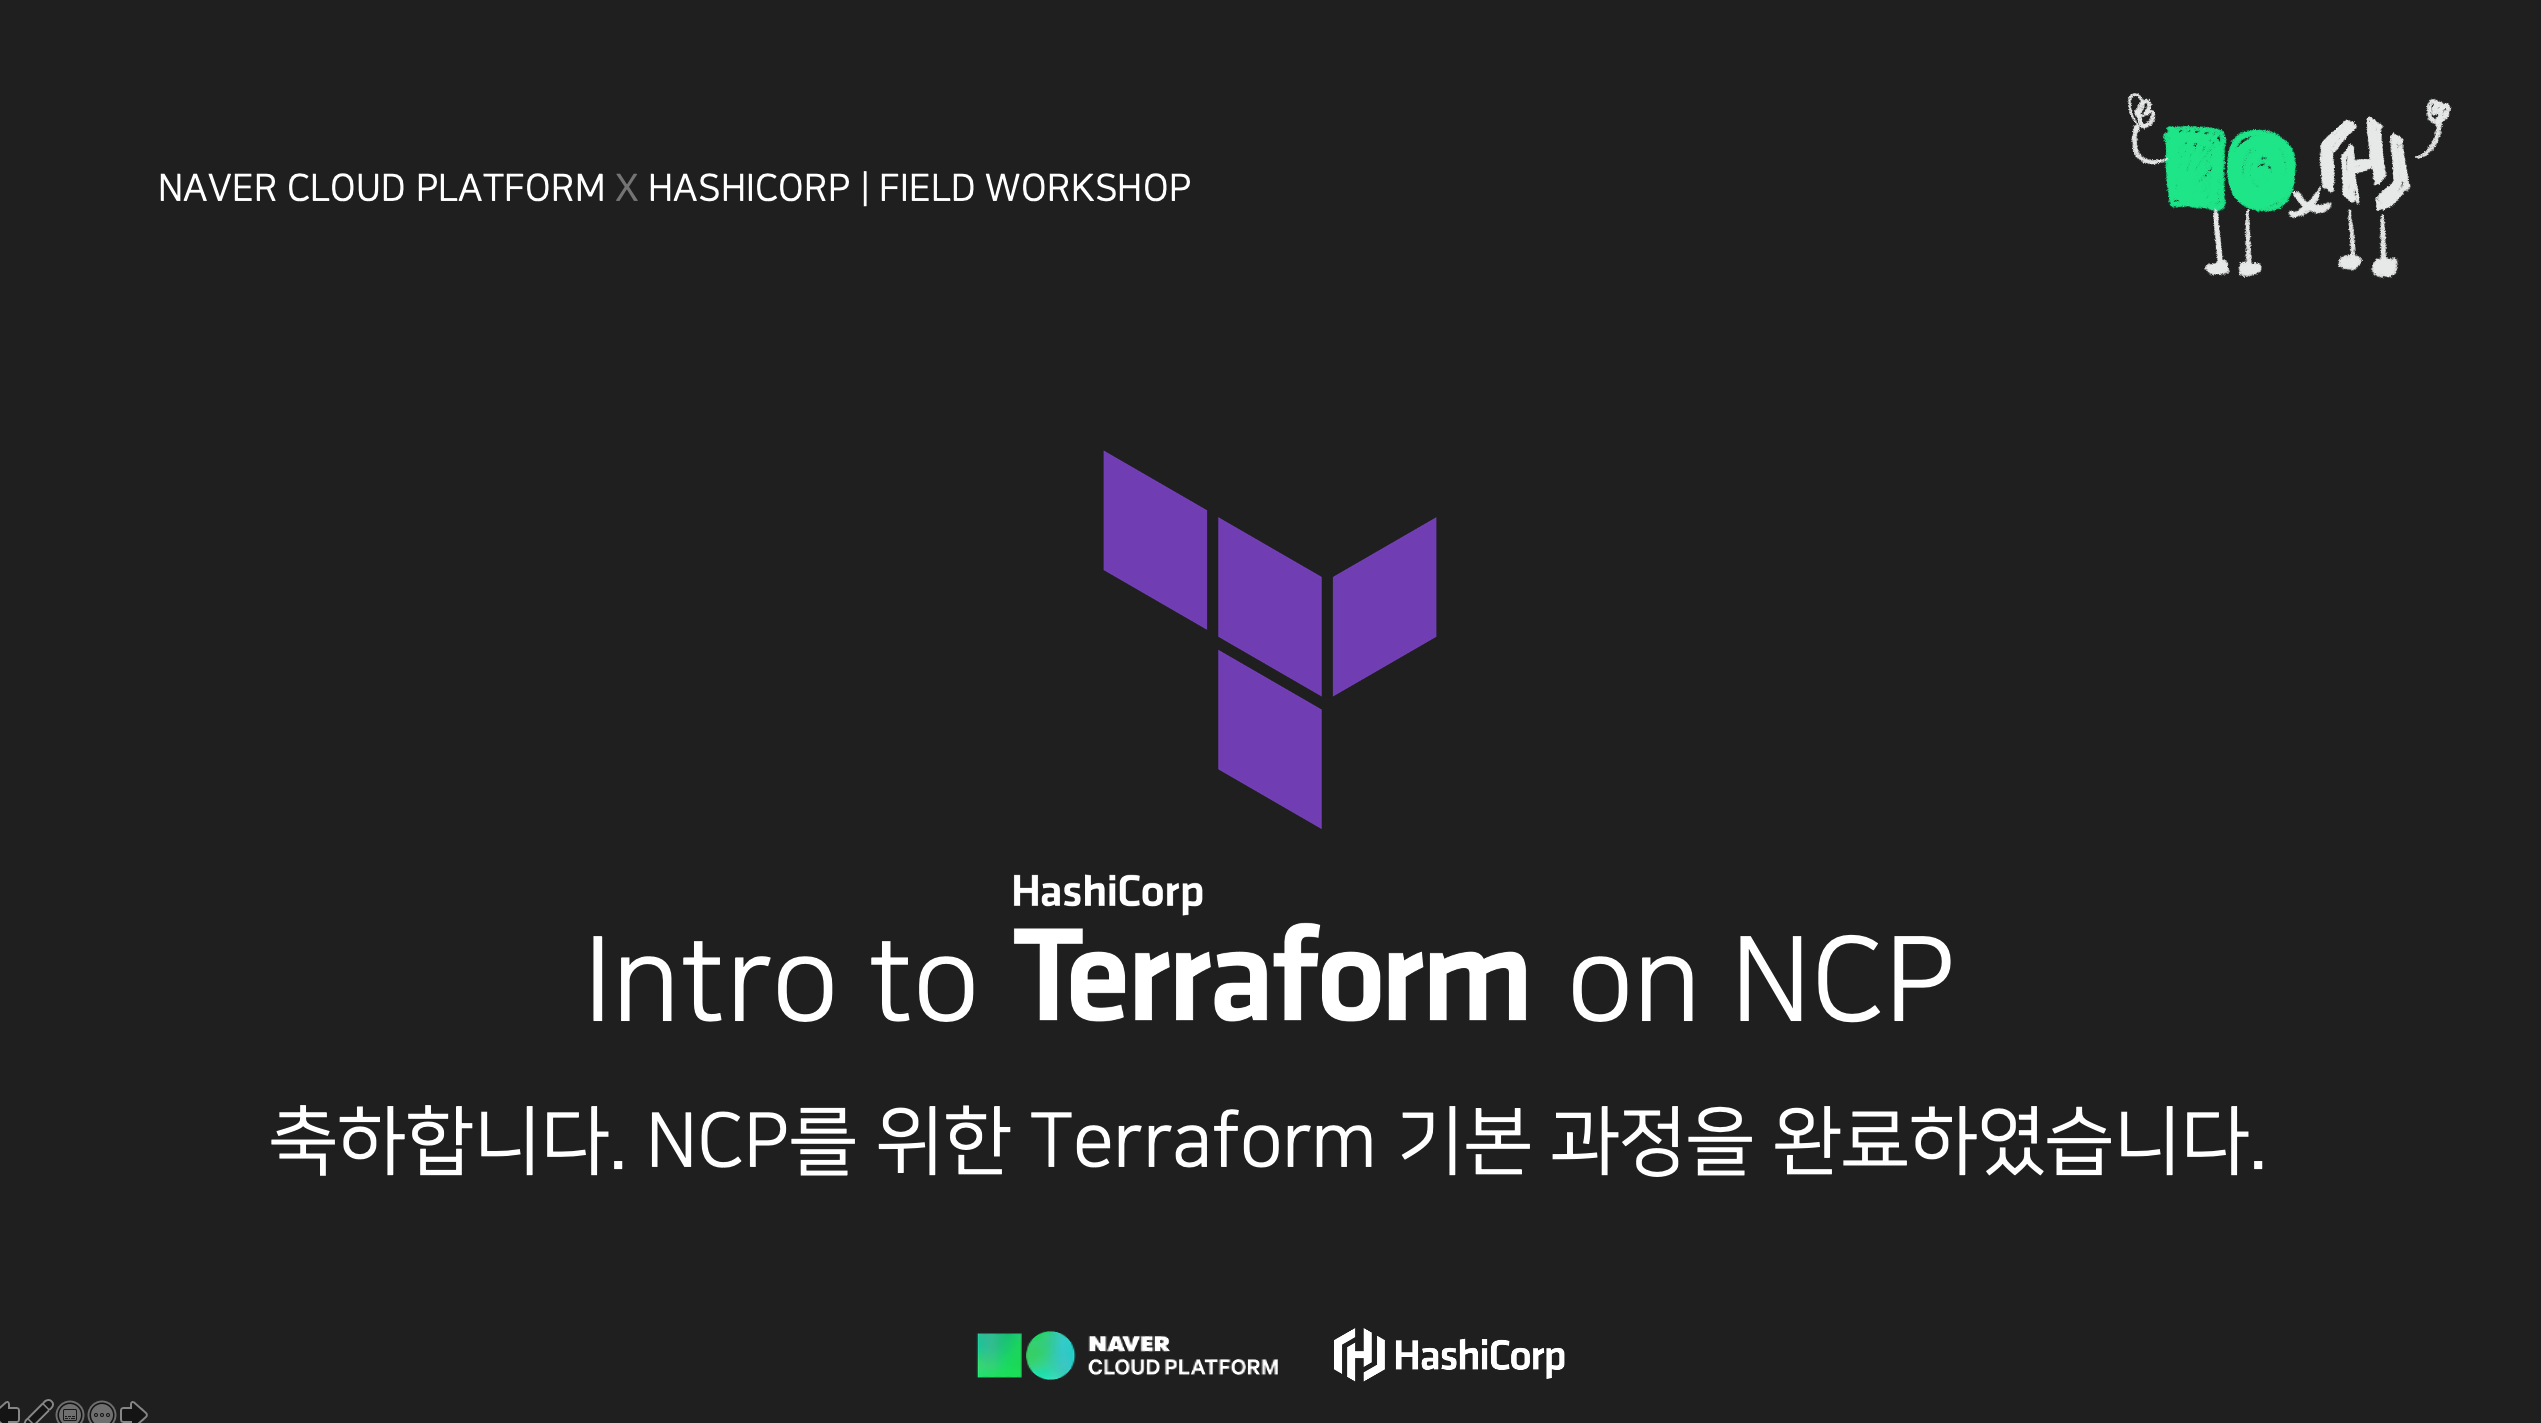 NAVER CLOUD PLATFORM X HASHICORP | FIELD WORKSHOP
HashiCorp
Intro to Terraform on NCP
축하합니다. NCP를 위한 Terraform 기본 과정을 완료하였습니다.
NAVER
CLOUD PLATFORM
HashiCorp